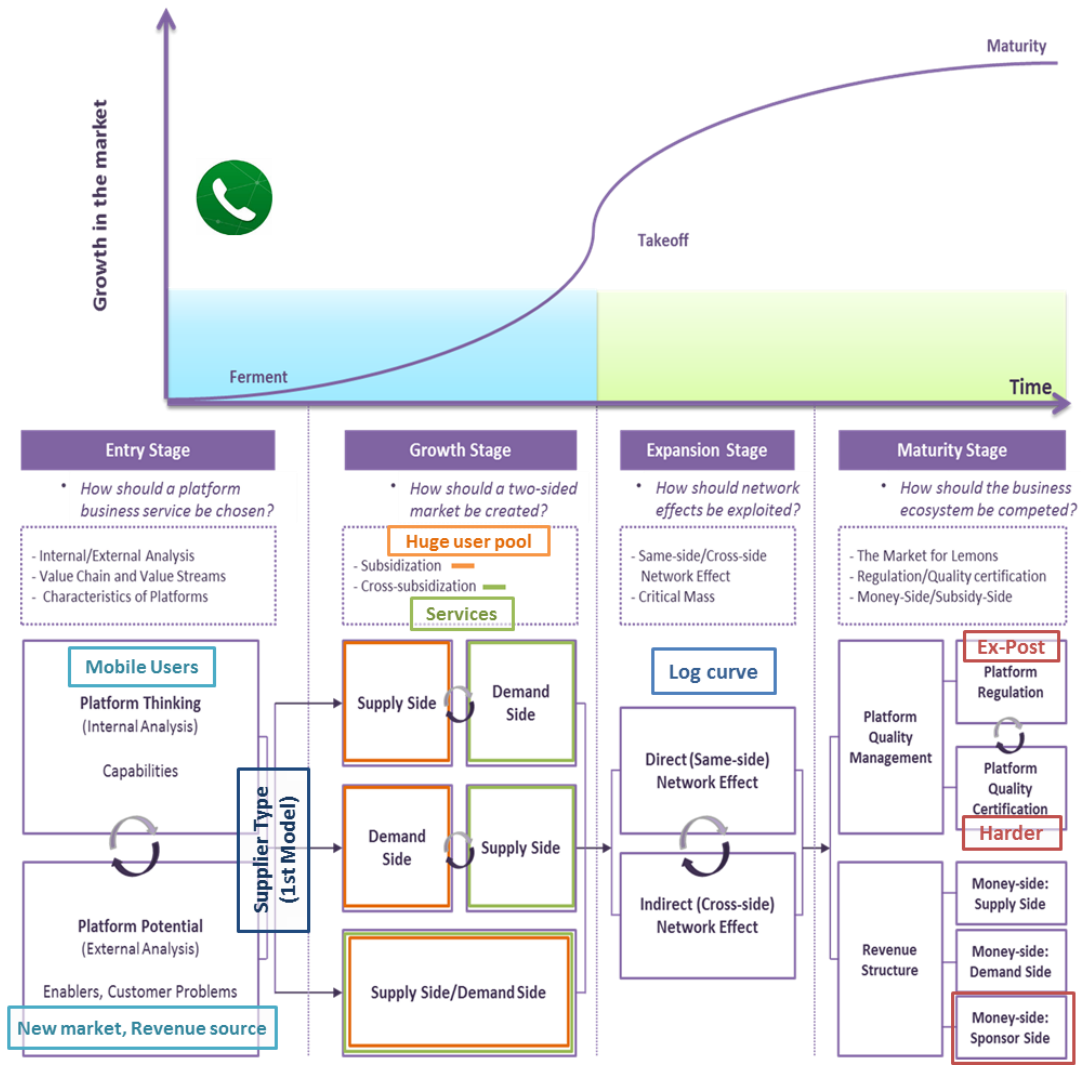 Maturity
Growth in the market
Takeoff
Ferment
Time
Entry Stage
Growth Stage
Expansion Stage
Maturity Stage
• How should a platform
business service be chosen?
• How should a two-sided
market be created?
• How should network
effects be exploited?
• How should the business
ecosystem be competed?
- Internal/External Analysis
- Value Chain and Value Streams
- Characteristics of Platforms
Huge user pool
- Subsidization
- Cross-subsidization
Services
- Same-side/Cross-side
Network Effect
- Critical Mass
- The Market for Lemons
- Regulation/Quality certification
- Money-Side/Subsidy-Side
Mobile Users
Platform Thinking
(Internal Analysis)
Capabilities
Platform Potential
(External Analysis)
Enablers, Customer Problems
New market, Revenue source
Supplier Type
(1st Model)
Supply Side
Demand
Side
Demand
Side
Supply Side
Supply Side/Demand Side
Log curve
Direct (Same-side)
Network Effect
Indirect (Cross-side)
Network Effect
Platform
Quality
Management
Ex-Post
Platform
Regulation
Platform
Quality
Certification
Harder
Revenue
Structure
Money-side:
Supply Side
Money-side:
Demand Side
Money-side:
Sponsor Side